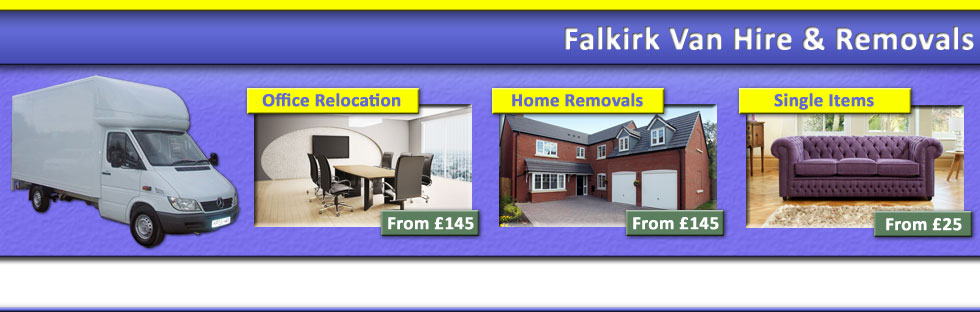 Falkirk Van Hire & Removals
Office Relocation
Home Removals
Single Items
From £145
From £145
From £25